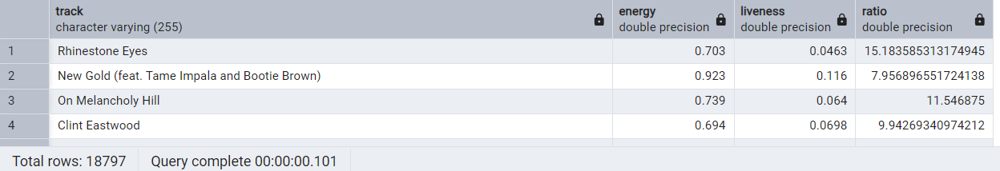 track energy liveness ratio
character varying (255) double precision double precision double precision
1 Rhinestone Eyes 0.703 0.0463 15.183585313174945
2 New Gold (feat. Tame Impala and Bootie Brown) 0.923 0.116 7.956896551724138
3 On Melancholy Hill 0.739 0.064 11.546875
4 Clint Eastwood 0.694 0.0698 9.94269340974212
Total rows: 18797 Query complete 00:00:00.101